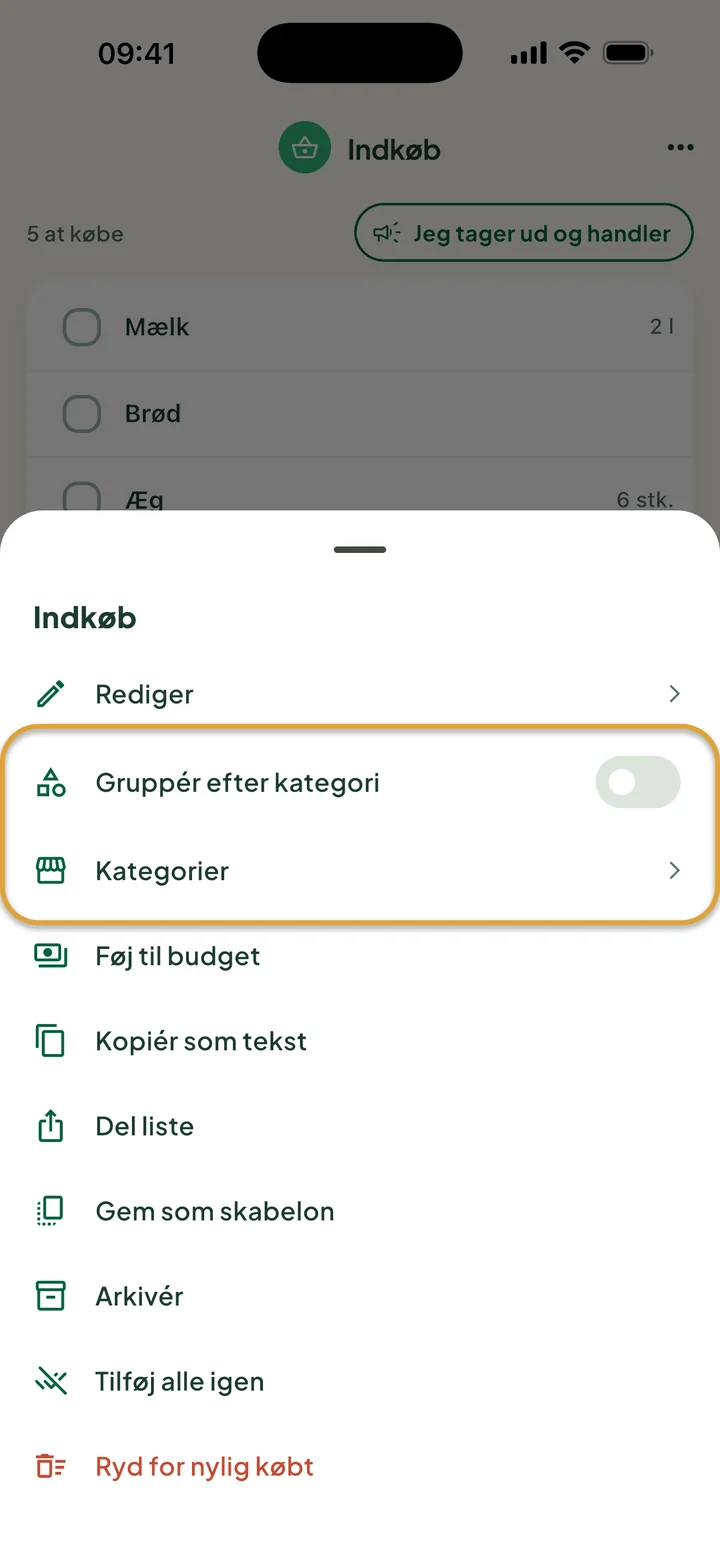 09:41
Indkøb
5 at købe
Jeg tager ud og handler
Mælk 2 l
Brød
Æg 6 stk.
Indkøb
Rediger
Gruppér efter kategori
Kategorier
Føj til budget
Kopiér som tekst
Del liste
Gem som skabelon
Arkivér
Tilføj alle igen
Ryd for nylig købt